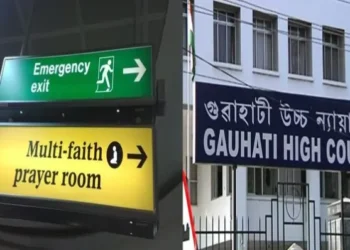 Emergency
exit
Multi-faith
prayer room
গুৱাহাটী উচ্চ ন্যায়া
GAUHATI HIGH COU